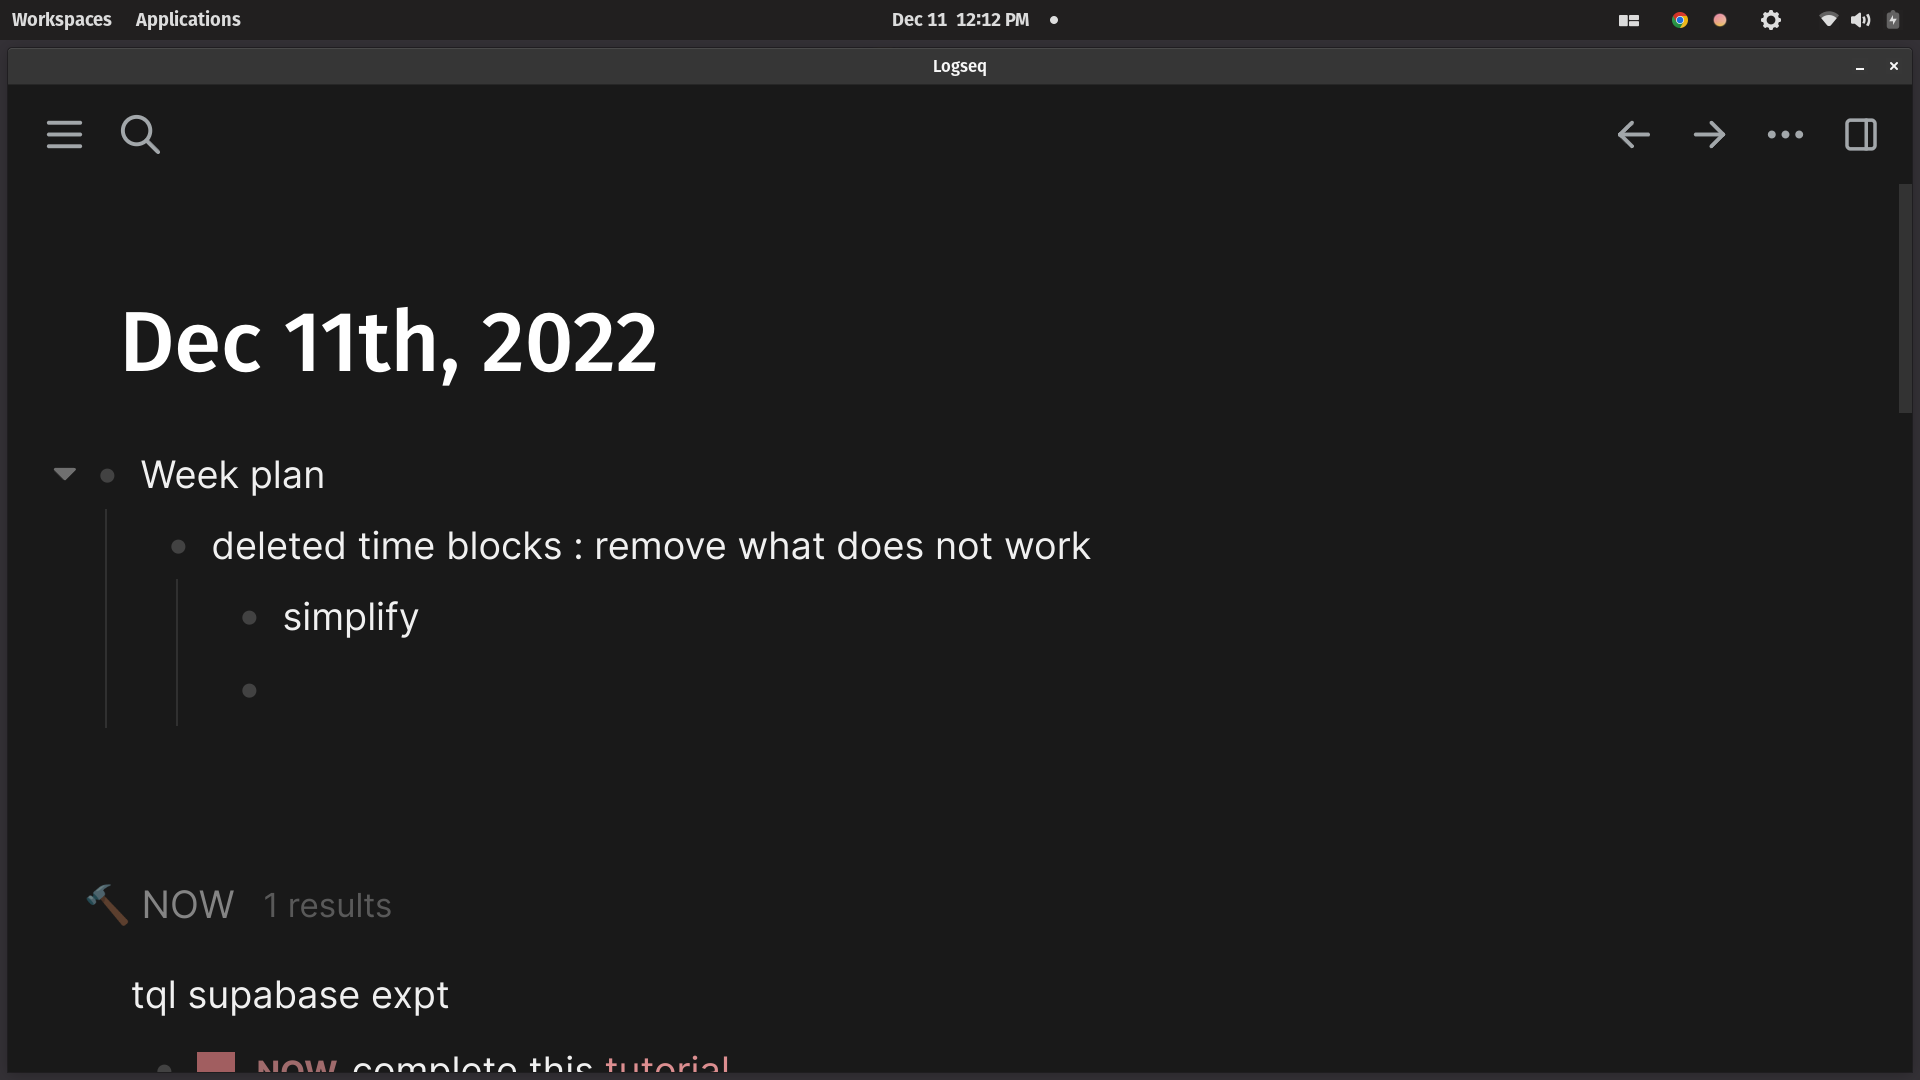 Workspaces Applications Dec 11 12:12 PM
Logseq
Dec 11th, 2022
Week plan
deleted time blocks : remove what does not work
simplify
NOW 1 results
tql supabase expt
NOW complete this tutorial